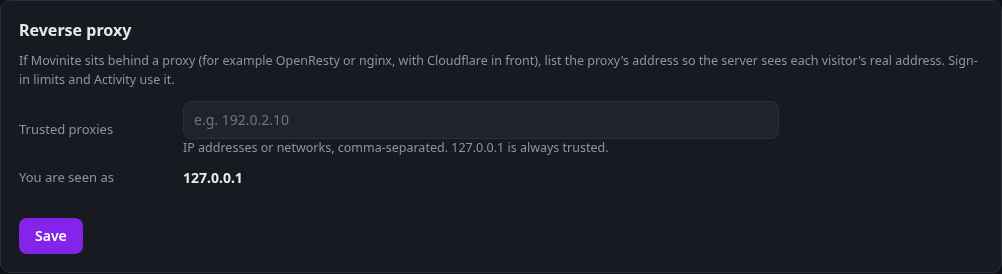 Reverse proxy
If Movinite sits behind a proxy (for example OpenResty or nginx, with Cloudflare in front), list the proxy's address so the server sees each visitor's real address. Sign-
in limits and Activity use it.
Trusted proxies
e.g. 192.0.2.10
IP addresses or networks, comma-separated. 127.0.0.1 is always trusted.
You are seen as
127.0.0.1
Save